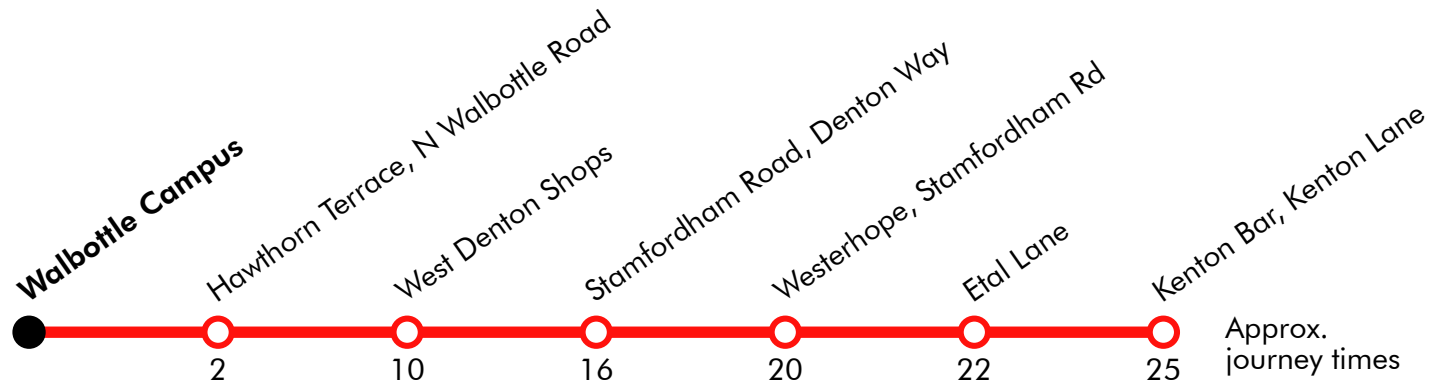 Walbottle Campus
Hawthorn Terrace, N Walbottle Road
West Denton Shops
Stamfordham Road, Denton Way
Westerhope, Stamfordham Rd
Etal Lane
Kenton Bar, Kenton Lane
2
10
16
20
22
25
Approx.
journey times